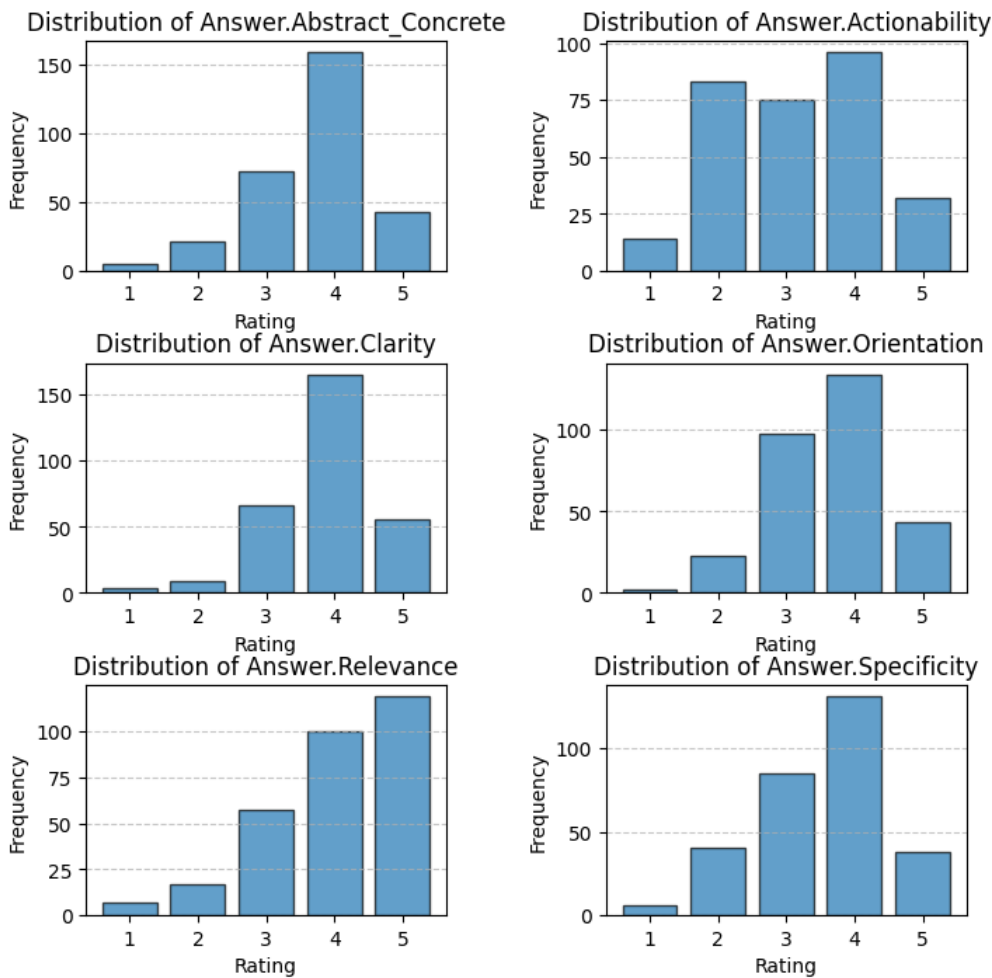 Distribution of Answer.Abstract_Concrete
Frequency
150
100
50
0
1 2 3 4 5
Rating
Distribution of Answer.Actionability
Frequency
100
75
50
25
0
1 2 3 4 5
Rating
Distribution of Answer.Clarity
Frequency
150
100
50
0
1 2 3 4 5
Rating
Distribution of Answer.Orientation
Frequency
100
50
0
1 2 3 4 5
Rating
Distribution of Answer.Relevance
Frequency
100
75
50
25
0
1 2 3 4 5
Rating
Distribution of Answer.Specificity
Frequency
100
50
0
1 2 3 4 5
Rating